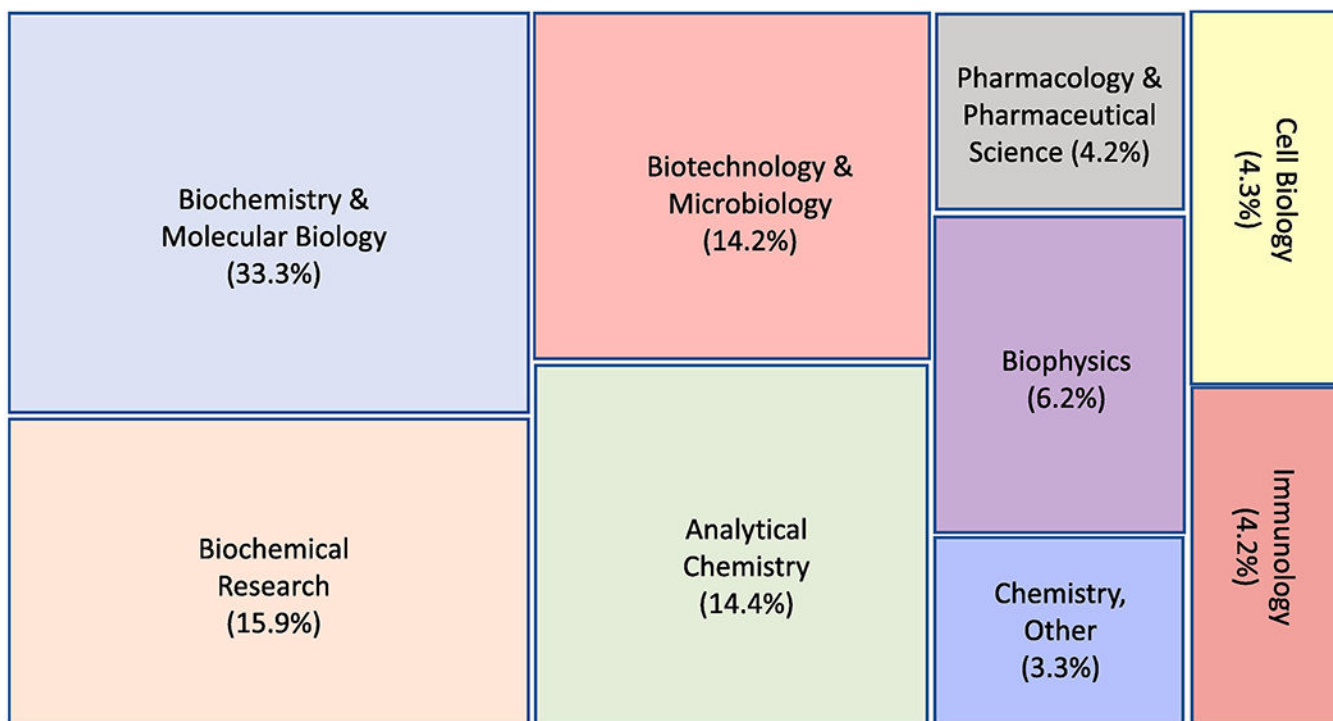 Biochemistry &
Molecular Biology
(33.3%)
Biochemical
Research
(15.9%)
Biotechnology &
Microbiology
(14.2%)
Analytical
Chemistry
(14.4%)
Pharmacology &
Pharmaceutical
Science (4.2%)
Biophysics
(6.2%)
Chemistry,
Other
(3.3%)
Cell Biology
(4.3%)
Immunology
(4.2%)